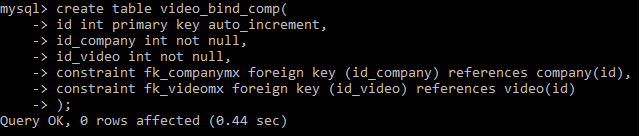 mysql> create table video_bind_comp(
    -> id int primary key auto_increment,
    -> id_company int not null,
    -> id_video int not null,
    -> constraint fk_companymx foreign key (id_company) references company(id),
    -> constraint fk_videomx foreign key (id_video) references video(id)
    -> );
Query OK, 0 rows affected (0.44 sec)